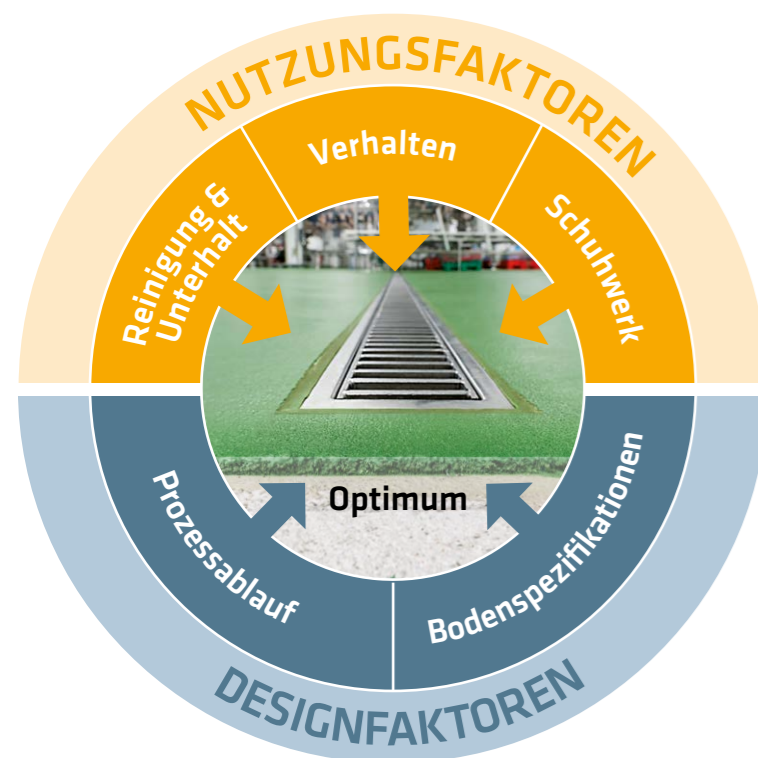 NUTZUNGSFAKTOREN
Verhalten
Reinigung &
Unterhalt
Schuhwerk
Optimum
Prozessablauf
Bodenspezifikationen
DESIGNFAKTOREN